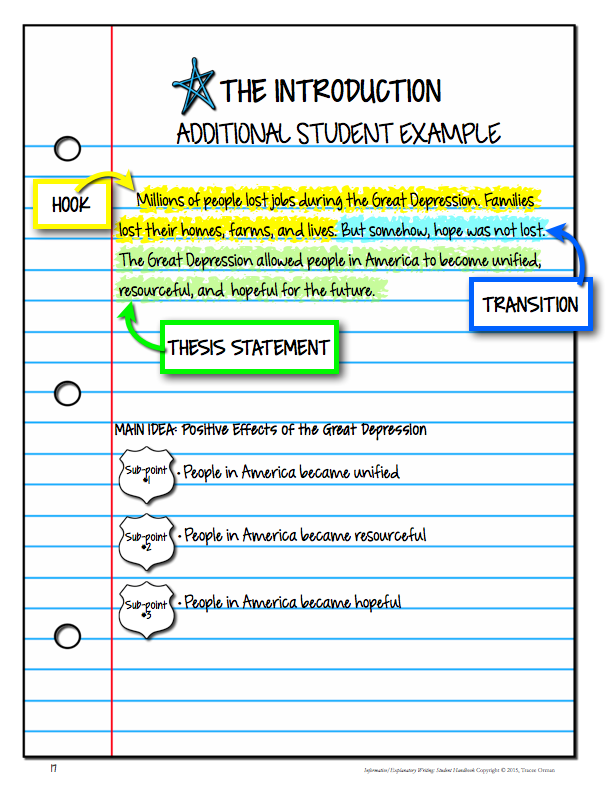 THE INTRODUCTION
ADDITIONAL STUDENT EXAMPLE
HOOK
Millions of people lost jobs during the Great Depression. Families
lost their homes, farms, and lives. But somehow, hope was not lost.
The Great Depression allowed people in America to become unified,
resourceful, and hopeful for the future.
TRANSITION
THESIS STATEMENT
MAIN IDEA: Positive Effects of the Great Depression
Sub-point
#1
• People in America became unified
Sub-point
#2
• People in America became resourceful
Sub-point
#3
• People in America became hopeful
17
Informative/Explanatory Writing: Student Handbook Copyright © 2015, Tracee Orman